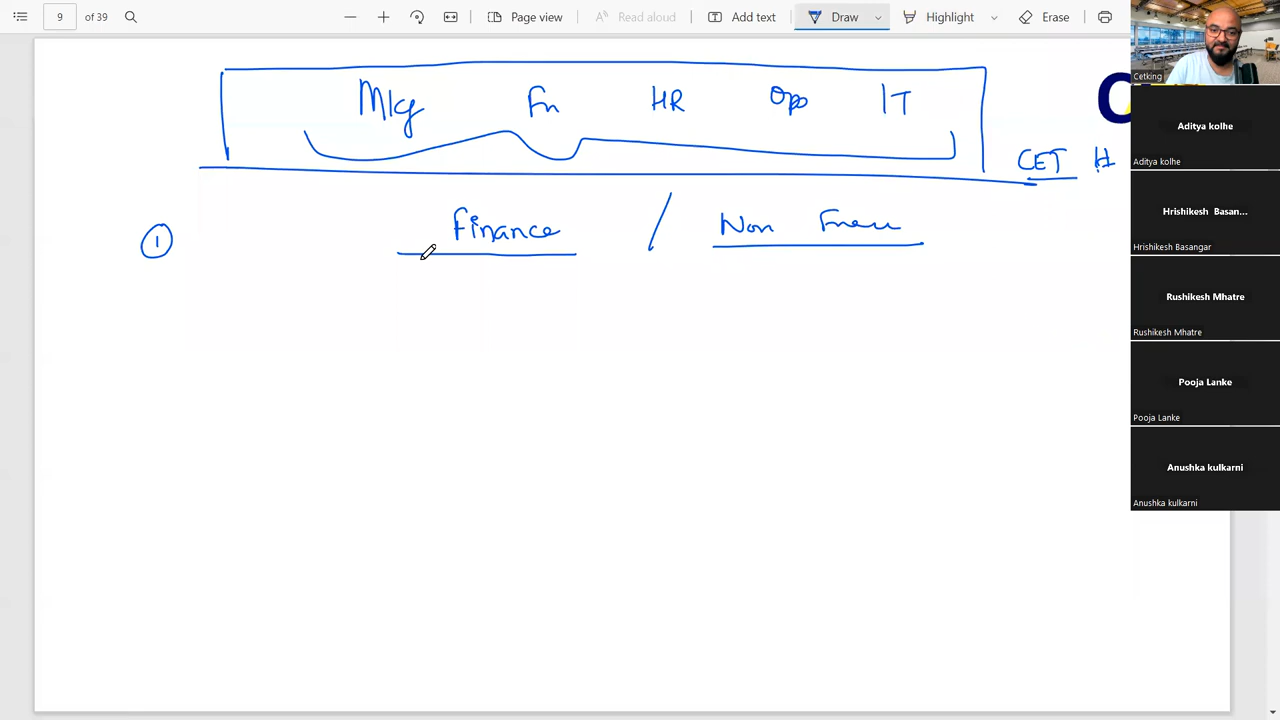 9 of 39 Page view Read aloud Add text Draw Highlight Erase
Mkg Fn HR Opp IT
CET H
1 Finance / Non
Cetking
Aditya kolhe
Aditya kolhe
Hrishikesh Basan...
Hrishikesh Basangar
Rushikesh Mhatre
Rushikesh Mhatre
Pooja Lanke
Pooja Lanke
Anushka kulkarni
Anushka kulkarni